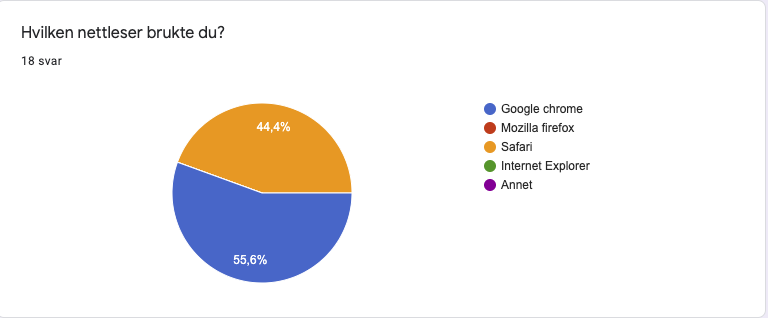 Hvilken nettleser brukte du?
18 svar
44,4%
55,6%
Google chrome
Mozilla firefox
Safari
Internet Explorer
Annet